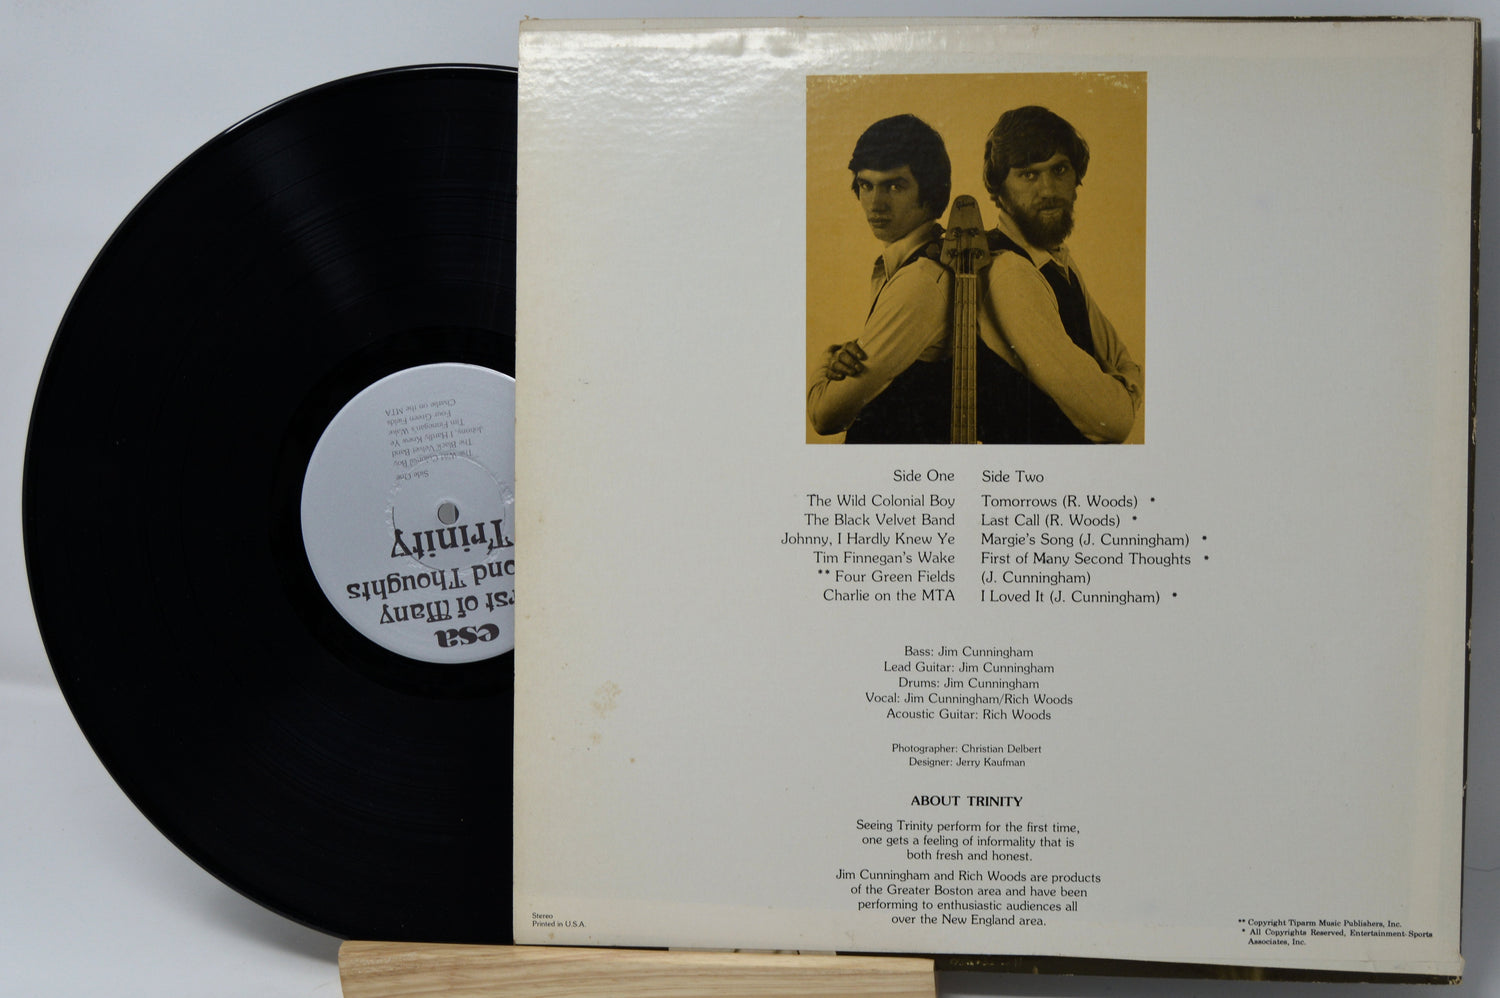 Side One
The Wild Colonial Boy
The Black Velvet Band
Johnny, I Hardly Knew Ye
Tim Finnegan's Wake
** Four Green Fields
Charlie on the MTA
Side Two
Tomorrows (R. Woods) *
Last Call (R. Woods) *
Margie's Song (J. Cunningham) *
First of Many Second Thoughts *
(J. Cunningham)
I Loved It (J. Cunningham) *
Bass: Jim Cunningham
Lead Guitar: Jim Cunningham
Drums: Jim Cunningham
Vocal: Jim Cunningham/Rich Woods
Acoustic Guitar: Rich Woods
Photographer: Christian Delbert
Designer: Jerry Kaufman
ABOUT TRINITY
Seeing Trinity perform for the first time,
one gets a feeling of informality that is
both fresh and honest.
Jim Cunningham and Rich Woods are products
of the Greater Boston area and have been
performing to enthusiastic audiences all
over the New England area.
Stereo
Printed in U.S.A.
** Copyright Tiparm Music Publishers, Inc.
* All Copyrights Reserved, Entertainment-Sports
Associates, Inc.
esa
rst of Many
ond Thoughts
Trinity
Side One
The Wild Colonial Boy
The Black Velvet Band
Johnny, I Hardly Knew Ye
Tim Finnegan's Wake
Four Green Fields
Charlie on the MTA